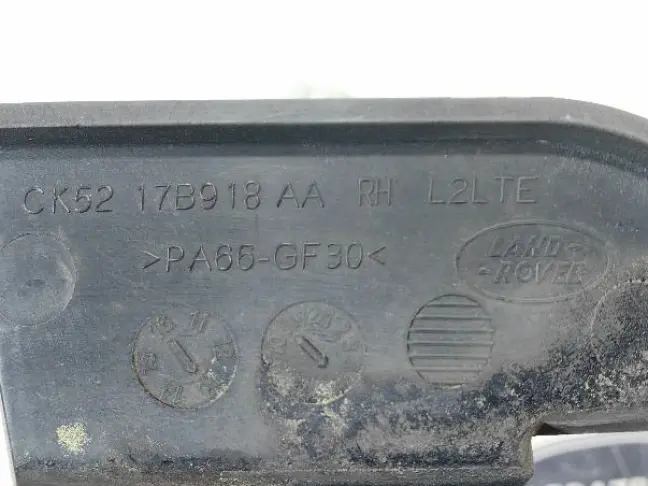 CK52 17B918 AA RH L2LTE
>PA66-GF30<
LAND-
-ROVER